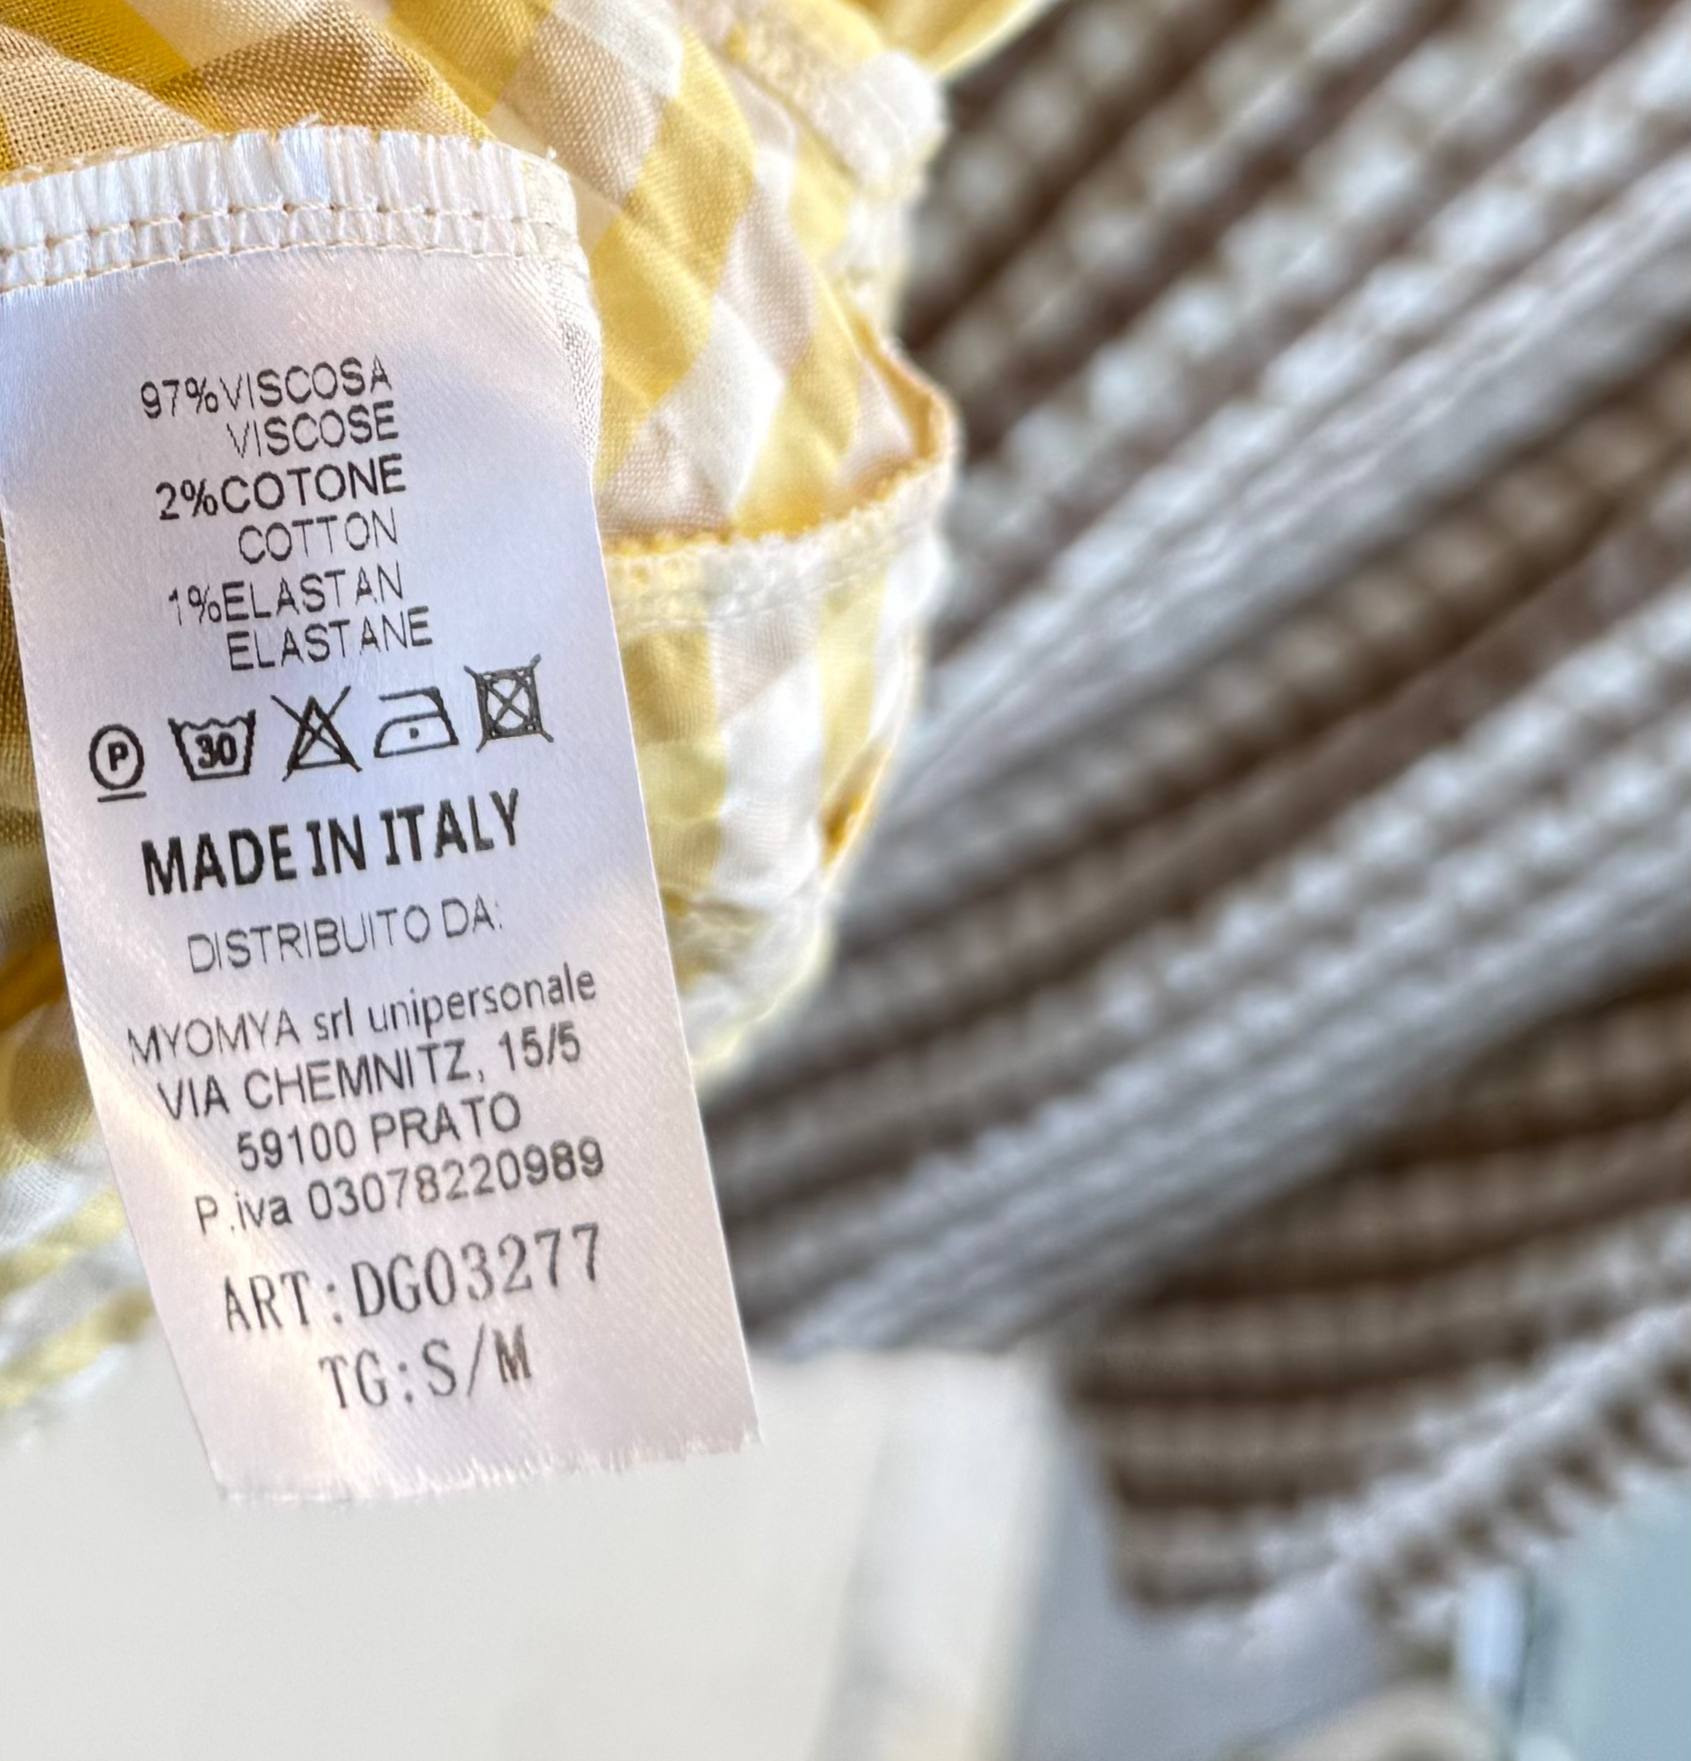 97%VISCOSA
VISCOSE
2%COTONE
COTTON
1%ELASTAN
ELASTANE
P 30
MADE IN ITALY
DISTRIBUITO DA:
MYOMYA srl unipersonale
VIA CHEMNITZ, 15/5
59100 PRATO
P.iva 03078220989
ART:DG03277
TG:S/M